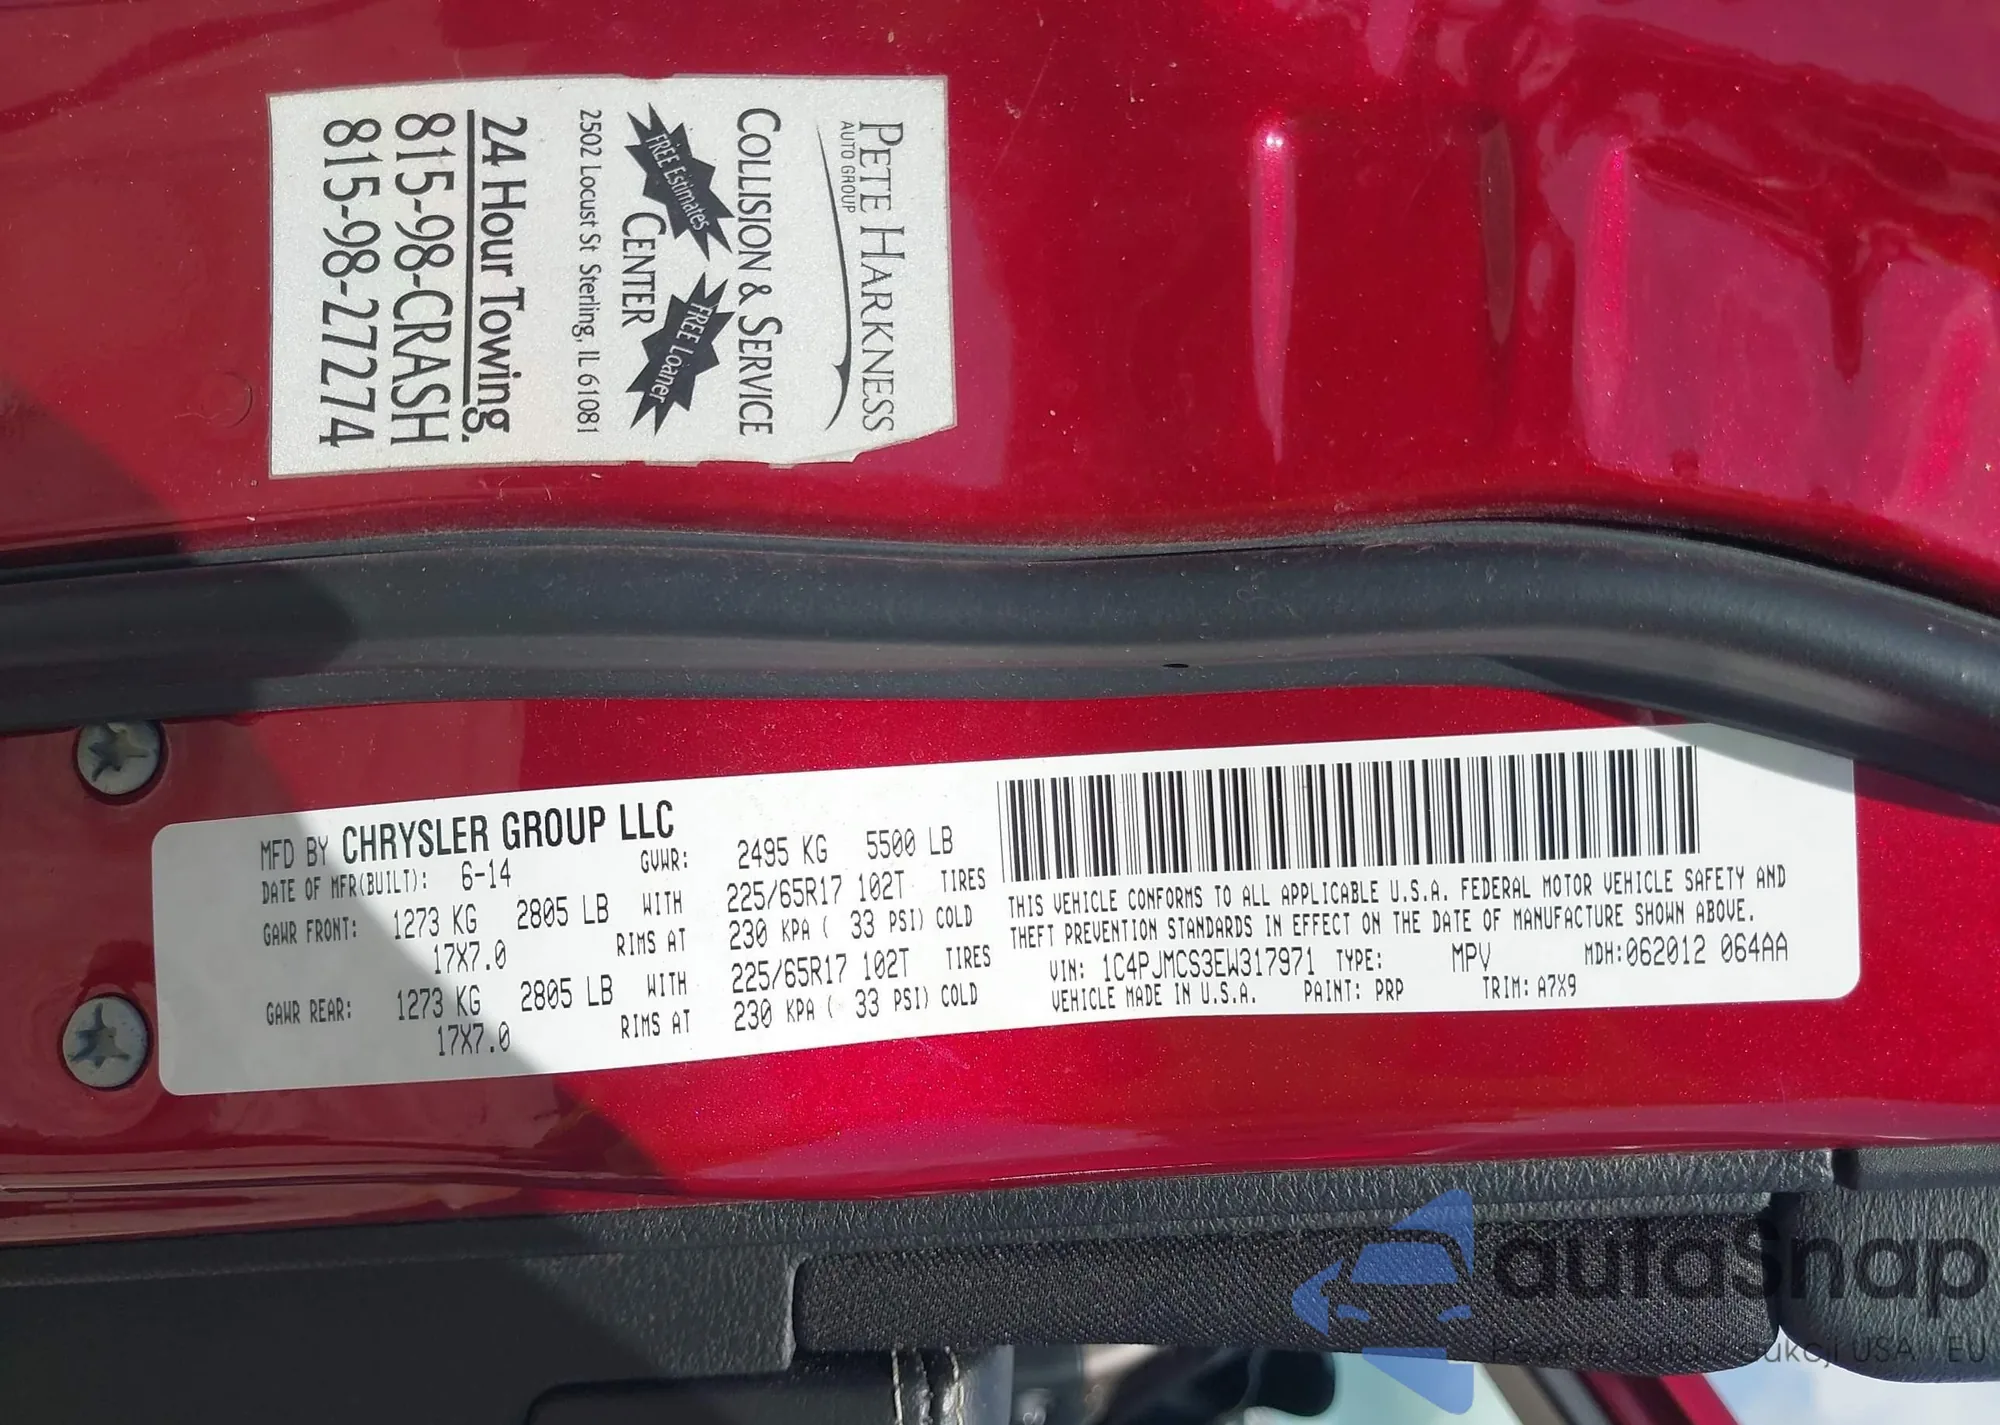 PETE HARKNESS
AUTO GROUP
COLLISION & SERVICE
FREE Estimates
CENTER
FREE Loaner
2502 Locust St Sterling, IL 61081
24 Hour Towing.
815-98-CRASH
815-98-27274
MFD BY CHRYSLER GROUP LLC
DATE OF MFR(BUILT): 6-14 GVWR: 2495 KG 5500 LB
GAWR FRONT: 1273 KG 2805 LB WITH 225/65R17 102T TIRES
17X7.0 RIMS AT 230 KPA ( 33 PSI) COLD
GAWR REAR: 1273 KG 2805 LB WITH 225/65R17 102T TIRES
17X7.0 RIMS AT 230 KPA ( 33 PSI) COLD
THIS VEHICLE CONFORMS TO ALL APPLICABLE U.S.A. FEDERAL MOTOR VEHICLE SAFETY AND
THEFT PREVENTION STANDARDS IN EFFECT ON THE DATE OF MANUFACTURE SHOWN ABOVE.
VIN: 1C4PJMCS3EW317971 TYPE: MPV MDH:062012 064AA
VEHICLE MADE IN U.S.A. PAINT: PRP TRIM: A7X9
autasnap
Pewne auta z aukcji USA i EU